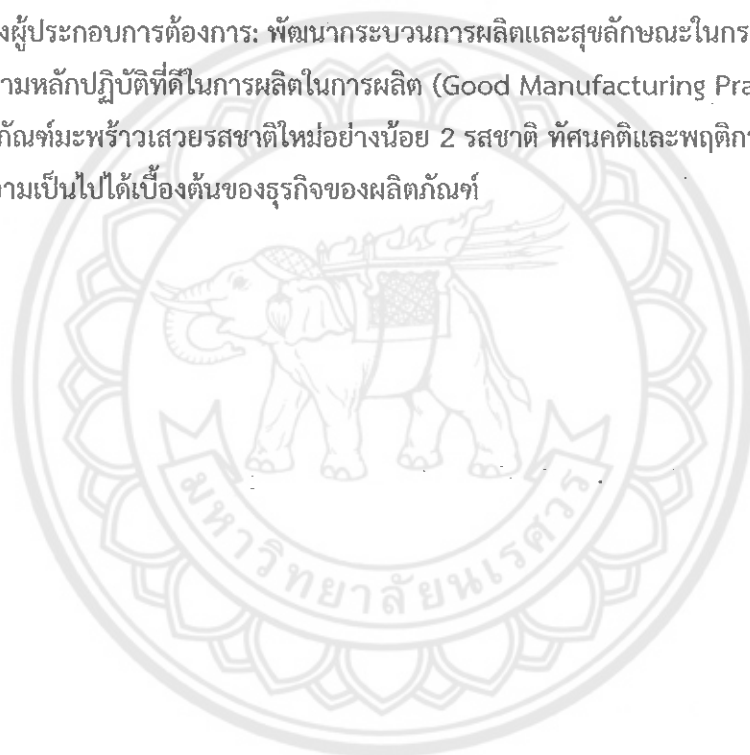 งผู้ประกอบการต้องการ: พัฒนากระบวนการผลิตและสุขลักษณะในกร
ามหลักปฏิบัติที่ดีในการผลิตในการผลิต (Good Manufacturing Pra
ภัณฑ์มะพร้าวเสวยรสชาติใหม่อย่างน้อย 2 รสชาติ ทัศนคติและพฤติก
วามเป็นไปได้เบื้องต้นของธุรกิจของผลิตภัณฑ์
มหาวิทยาลัยนเรศวร